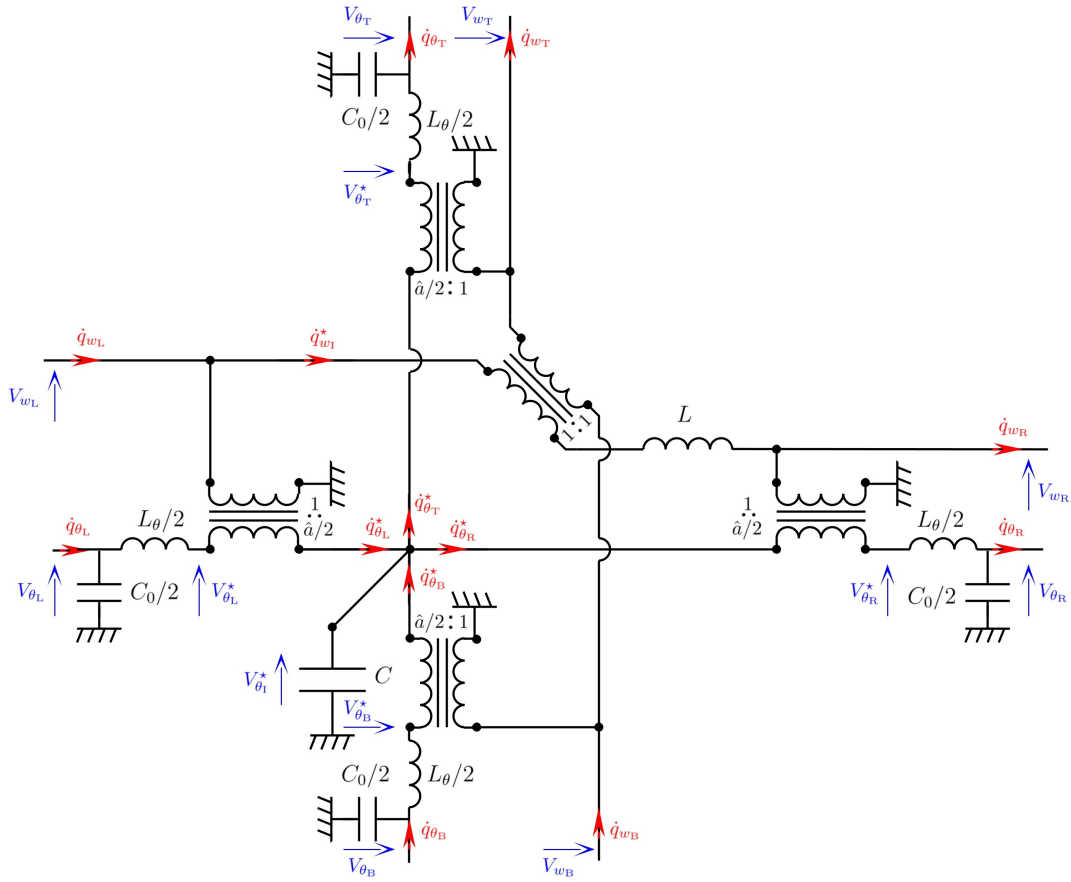 V_{θ_T} q̇_{θ_T} V_{w_T} q̇_{w_T}
C_0/2 L_θ/2
V^⋆_{θ_T}
â/2 : 1
q̇_{w_L} q̇^⋆_{w_I}
V_{w_L}
1:1
L q̇_{w_R}
V_{w_R}
q̇_{θ_L} L_θ/2 1 : â/2 q̇^⋆_{θ_L} q̇^⋆_{θ_T} q̇^⋆_{θ_R} 1 : â/2 L_θ/2 q̇_{θ_R}
V_{θ_L} C_0/2 V^⋆_{θ_L} q̇^⋆_{θ_B} V^⋆_{θ_R} C_0/2 V_{θ_R}
â/2 : 1
V^⋆_{θ_I} C
V^⋆_{θ_B}
C_0/2 L_θ/2
q̇_{θ_B} q̇_{w_B}
V_{θ_B} V_{w_B}